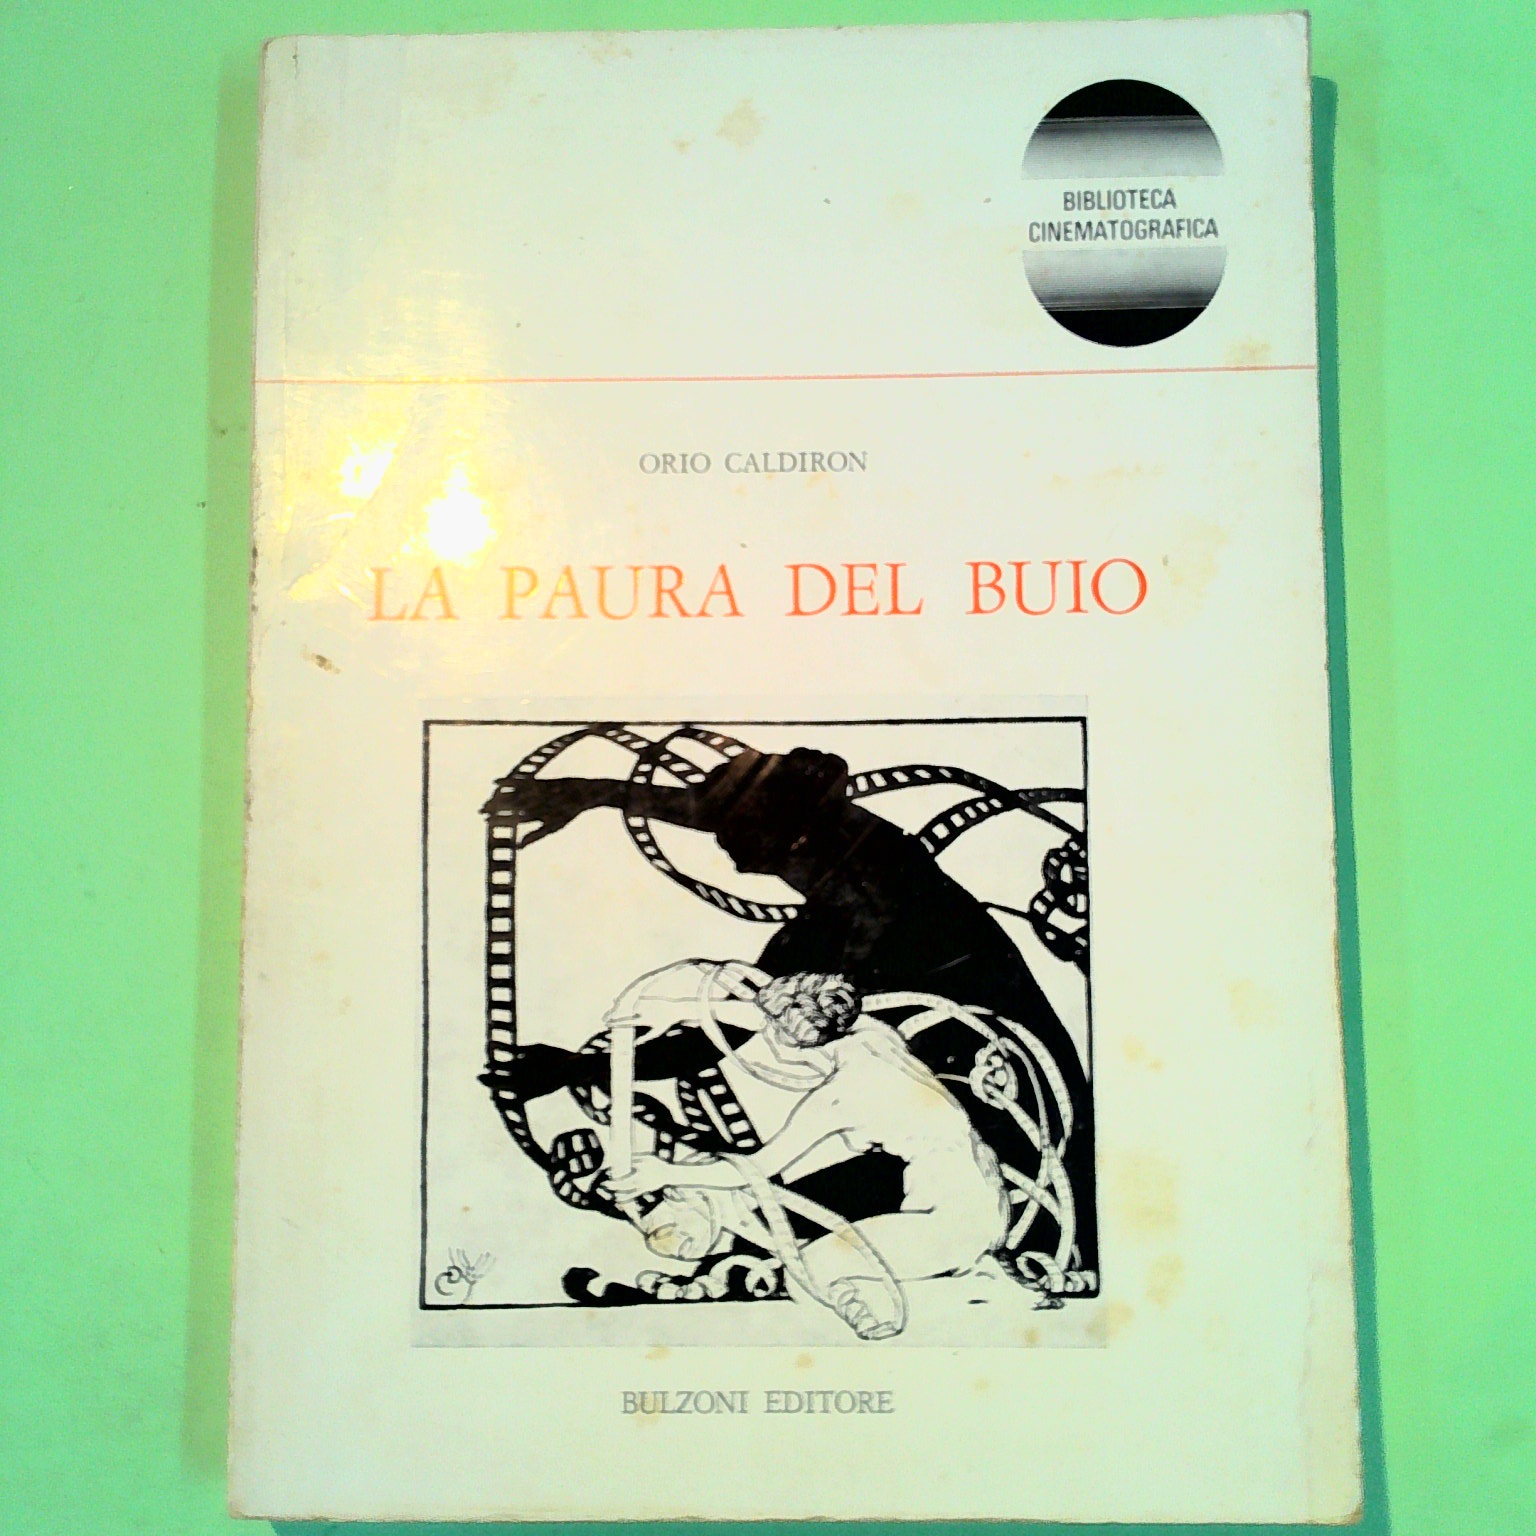 BIBLIOTECA
CINEMATOGRAFICA
ORIO CALDIRON
LA PAURA DEL BUIO
BULZONI EDITORE